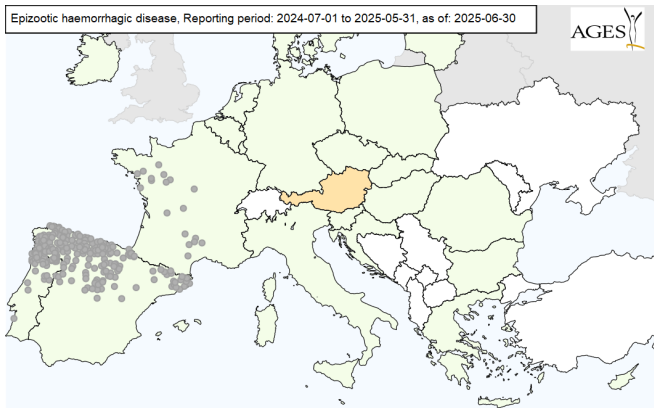 Epizootic haemorrhagic disease, Reporting period: 2024-07-01 to 2025-05-31, as of: 2025-06-30
AGES